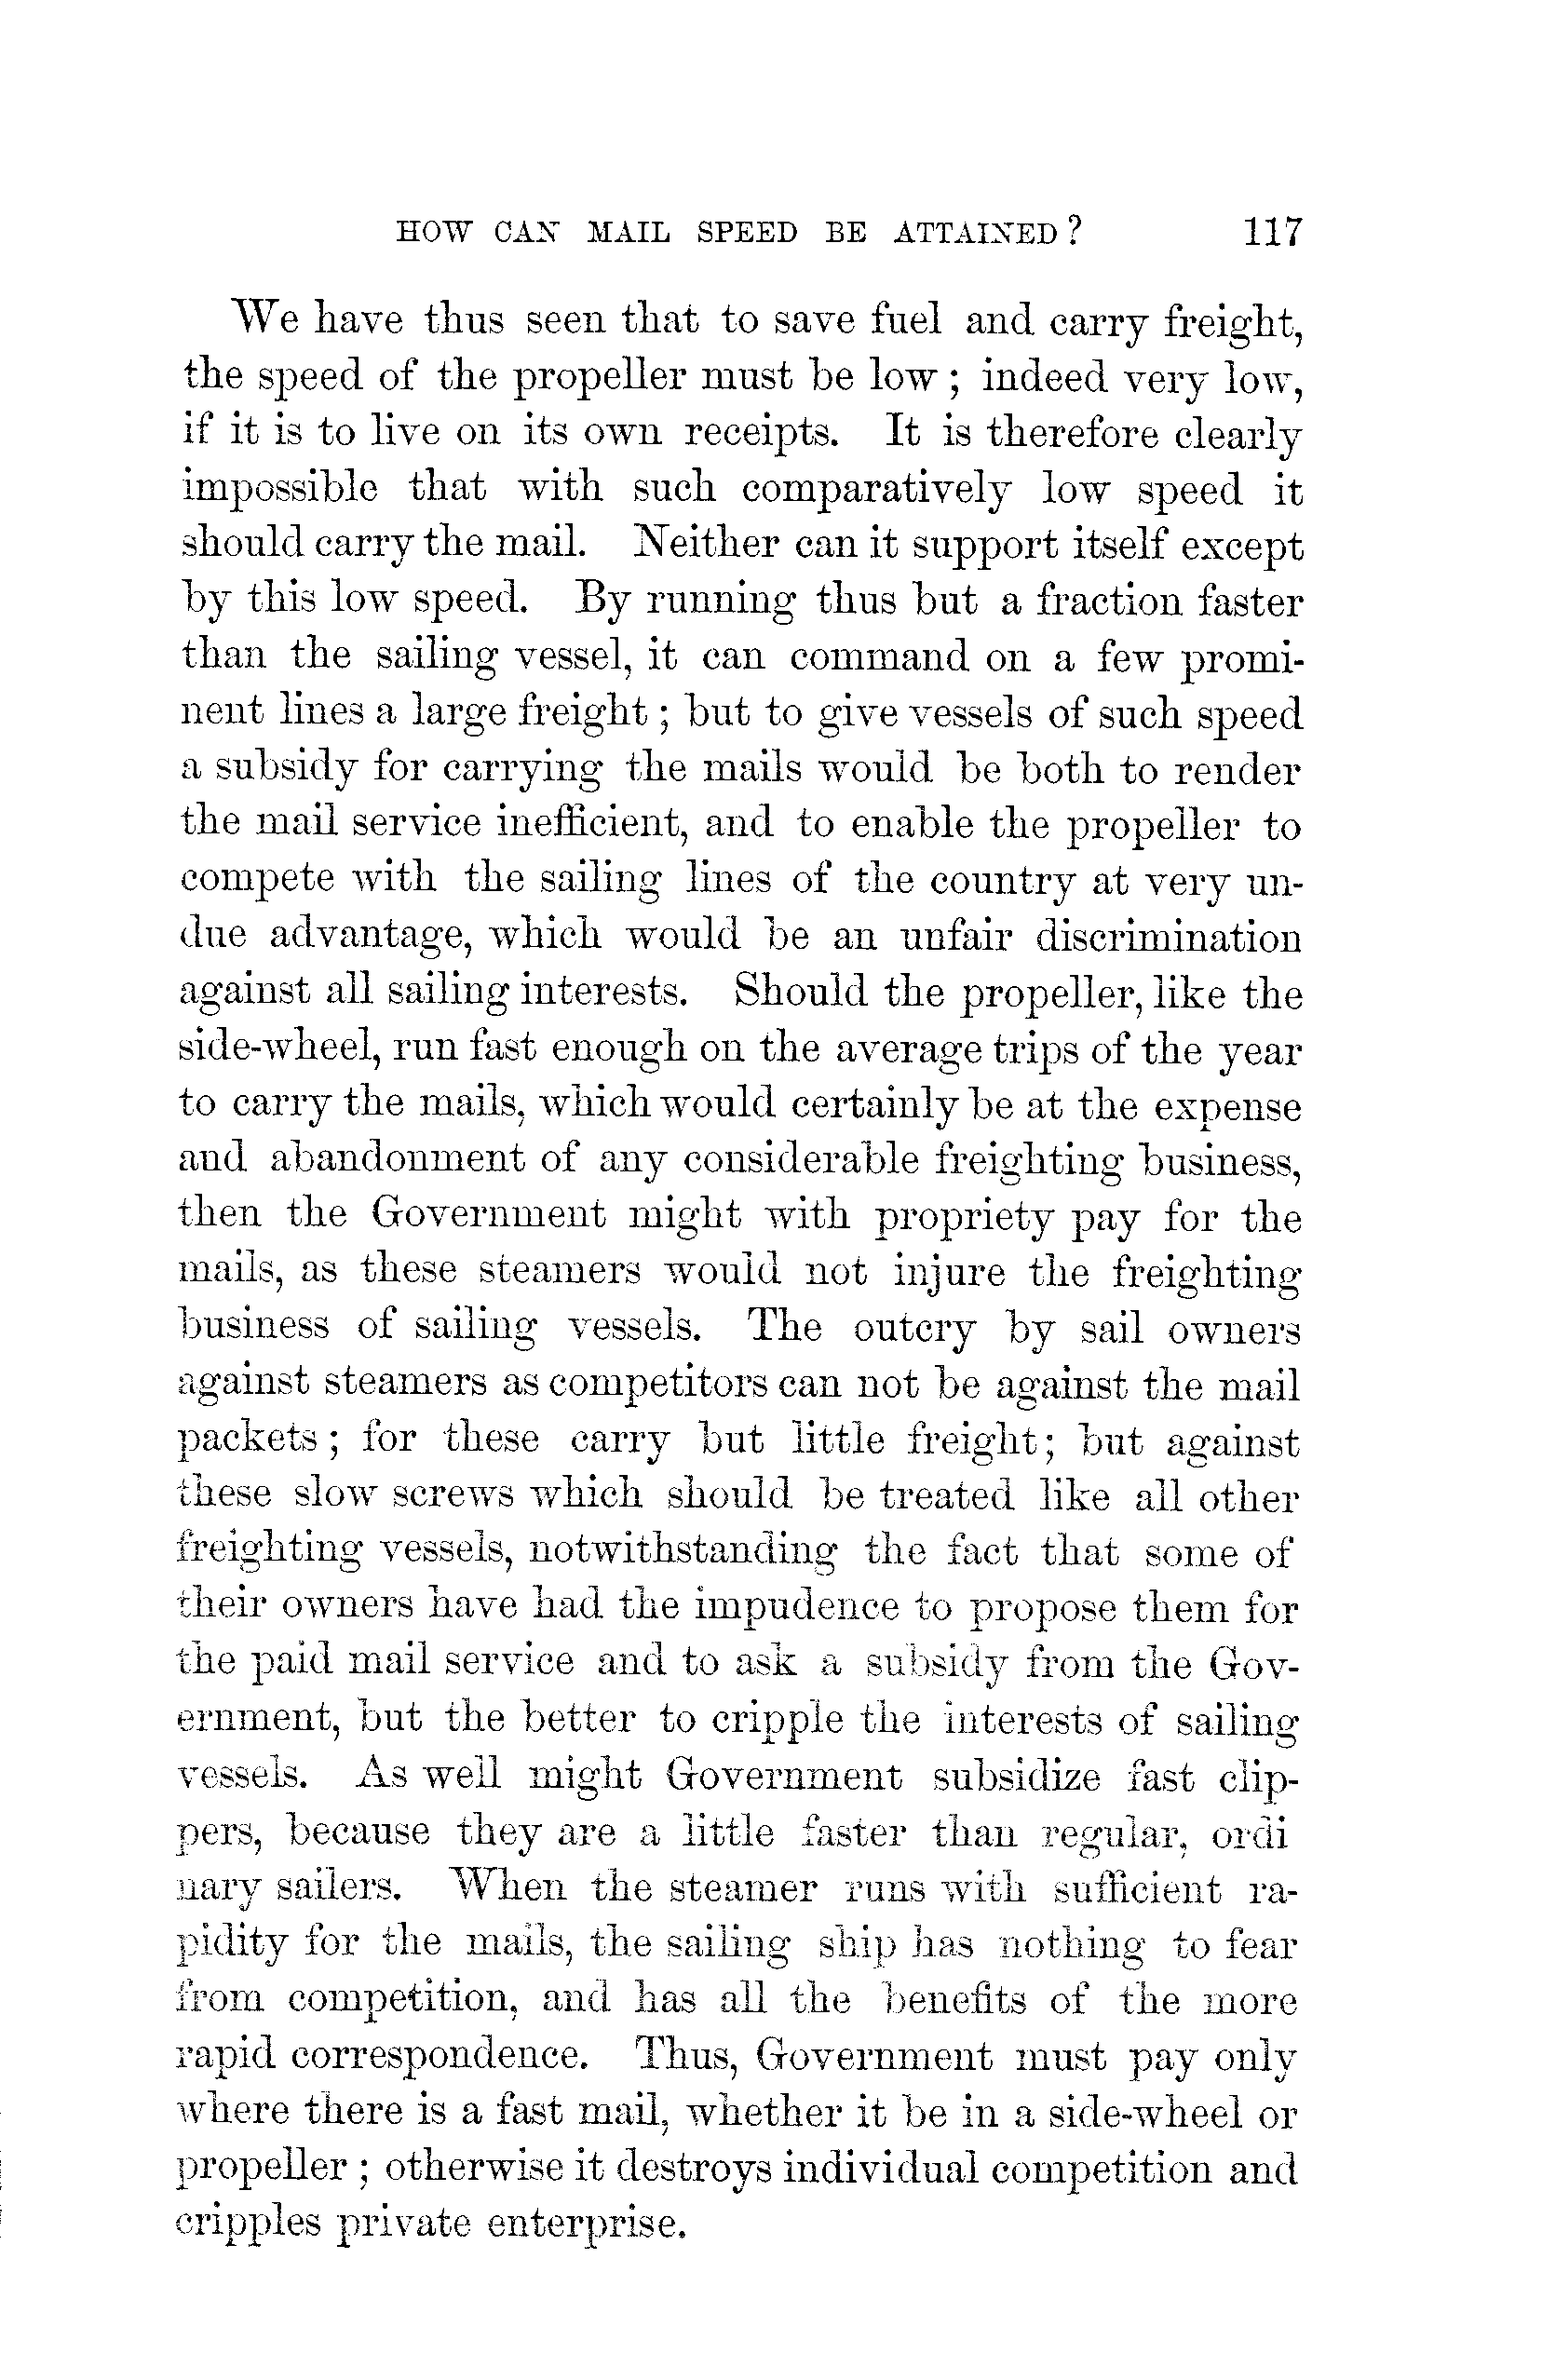 HOW CAN MAIL SPEED BE ATTAINED? 117
We have thus seen that to save fuel and carry freight,
the speed of the propeller must be low; indeed very low,
if it is to live on its own receipts. It is therefore clearly
impossible that with such comparatively low speed it
should carry the mail. Neither can it support itself except
by this low speed. By running thus but a fraction faster
than the sailing vessel, it can command on a few promi-
nent lines a large freight; but to give vessels of such speed
a subsidy for carrying the mails would be both to render
the mail service inefficient, and to enable the propeller to
compete with the sailing lines of the country at very un-
due advantage, which would be an unfair discrimination
against all sailing interests. Should the propeller, like the
side-wheel, run fast enough on the average trips of the year
to carry the mails, which would certainly be at the expense
and abandonment of any considerable freighting business,
then the Government might with propriety pay for the
mails, as these steamers would not injure the freighting
business of sailing vessels. The outcry by sail owners
against steamers as competitors can not be against the mail
packets; for these carry but little freight; but against
these slow screws which should be treated like all other
freighting vessels, notwithstanding the fact that some of
their owners have had the impudence to propose them for
the paid mail service and to ask a subsidy from the Gov-
ernment, but the better to cripple the interests of sailing
vessels. As well might Government subsidize fast clip-
pers, because they are a little faster than regular, ordi
nary sailers. When the steamer runs with sufficient ra-
pidity for the mails, the sailing ship has nothing to fear
from competition, and has all the benefits of the more
rapid correspondence. Thus, Government must pay only
where there is a fast mail, whether it be in a side-wheel or
propeller; otherwise it destroys individual competition and
cripples private enterprise.